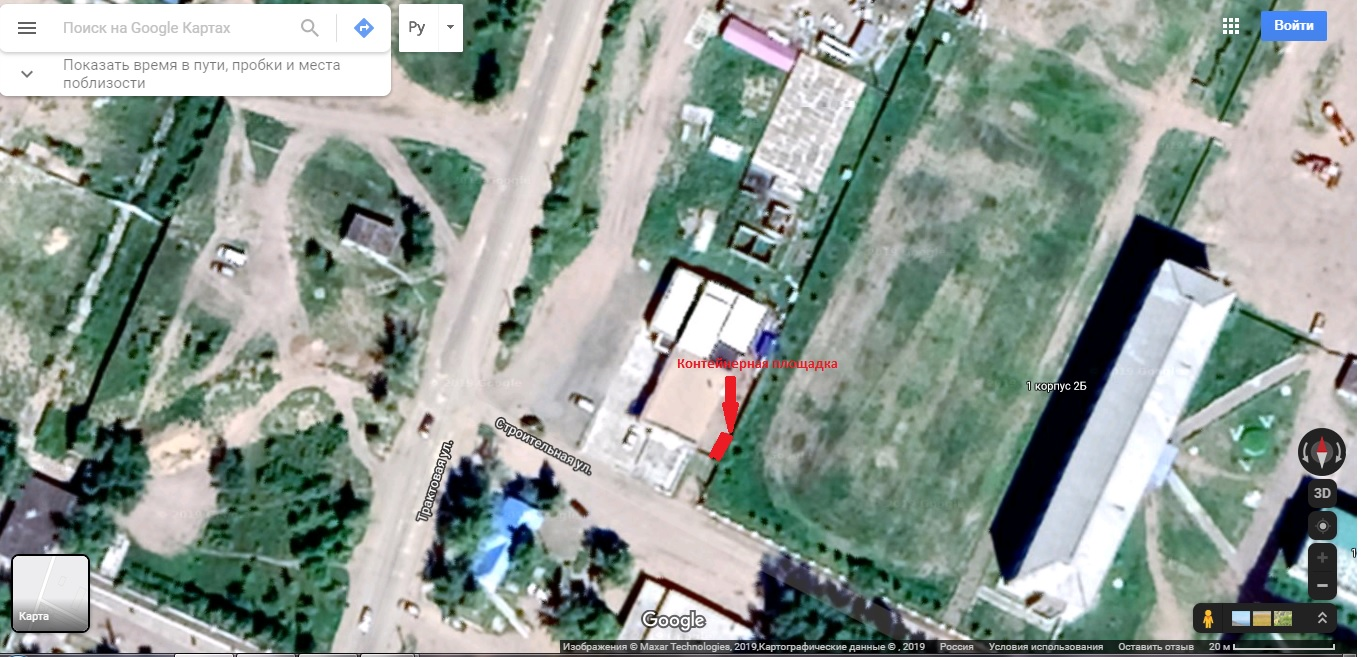 Поиск на Google Картах
Ру
Войти
Показать время в пути, пробки и места
поблизости
Контейнерная площадка
1 корпус 2Б
Строительная ул.
Трактовая ул.
3D
Карта
Google
Изображения © Maxar Technologies, 2019,Картографические данные © , 2019 Россия Условия использования Оставить отзыв 20 м